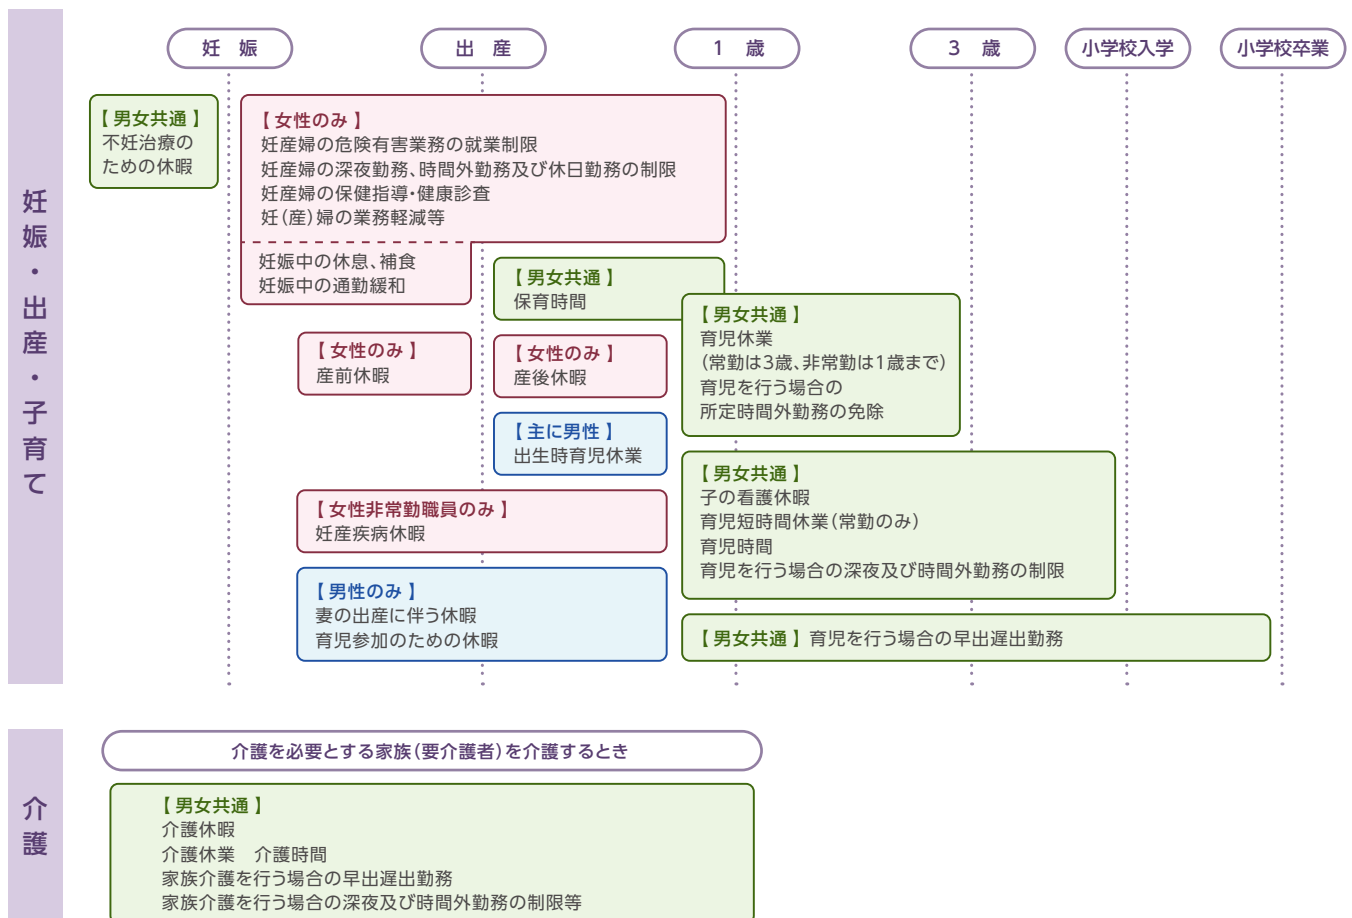 妊娠・出産・子育て
妊　娠
出　産
1　歳
3　歳
小学校入学
小学校卒業
【男女共通】
不妊治療の
ための休暇
【女性のみ】
妊産婦の危険有害業務の就業制限
妊産婦の深夜勤務、時間外勤務及び休日勤務の制限
妊産婦の保健指導・健康診査
妊（産）婦の業務軽減等
妊娠中の休息、補食
妊娠中の通勤緩和
【男女共通】
保育時間
【男女共通】
育児休業
（常勤は3歳、非常勤は1歳まで）
育児を行う場合の
所定時間外勤務の免除
【女性のみ】
産前休暇
【女性のみ】
産後休暇
【主に男性】
出生時育児休業
【男女共通】
子の看護休暇
育児短時間休業（常勤のみ）
育児時間
育児を行う場合の深夜及び時間外勤務の制限
【女性非常勤職員のみ】
妊産疾病休暇
【男性のみ】
妻の出産に伴う休暇
育児参加のための休暇
【男女共通】育児を行う場合の早出遅出勤務
介護
介護を必要とする家族（要介護者）を介護するとき
【男女共通】
介護休暇
介護休業　介護時間
家族介護を行う場合の早出遅出勤務
家族介護を行う場合の深夜及び時間外勤務の制限等